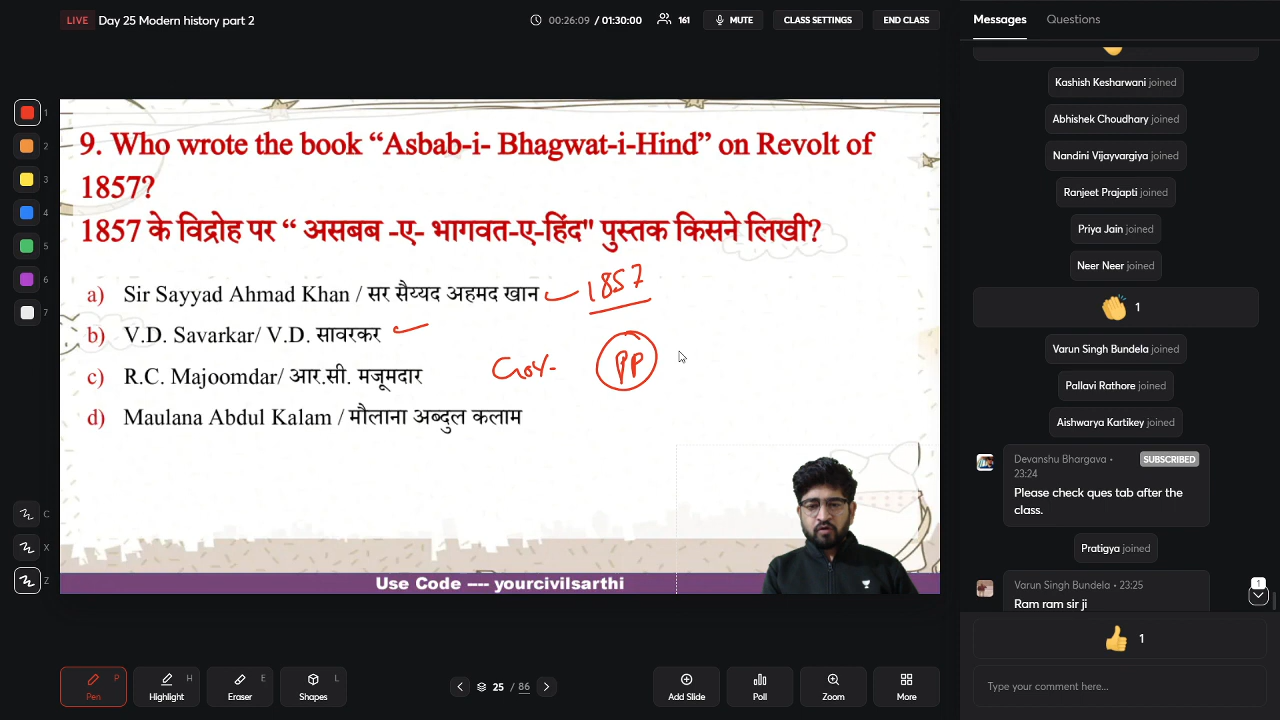 LIVE Day 25 Modern history part 2
00:26:09 / 01:30:00 161 MUTE CLASS SETTINGS END CLASS
Messages Questions
1
2
3
4
5
6
7
C
X
Z
9. Who wrote the book “Asbab-i- Bhagwat-i-Hind” on Revolt of
1857?
1857 के विद्रोह पर “ असबब -ए- भागवत-ए-हिंद" पुस्तक किसने लिखी?
a) Sir Sayyad Ahmad Khan / सर सैय्यद अहमद खान 1857
b) V.D. Savarkar/ V.D. सावरकर
c) R.C. Majoomdar/ आर.सी. मजूमदार PP
d) Maulana Abdul Kalam / मौलाना अब्दुल कलाम
Use Code ---- yourcivilsarthi
Kashish Kesharwani joined
Abhishek Choudhary joined
Nandini Vijayvargiya joined
Ranjeet Prajapti joined
Priya Jain joined
Neer Neer joined
1
Varun Singh Bundela joined
Pallavi Rathore joined
Aishwarya Kartikey joined
Devanshu Bhargava • SUBSCRIBED
23:24
Please check ques tab after the
class.
Pratigya joined
1
Varun Singh Bundela • 23:25
Ram ram sir ji
1
Type your comment here...
Pen P
Highlight H
Eraser E
Shapes L
25 / 86
Add Slide
Poll
Zoom
More